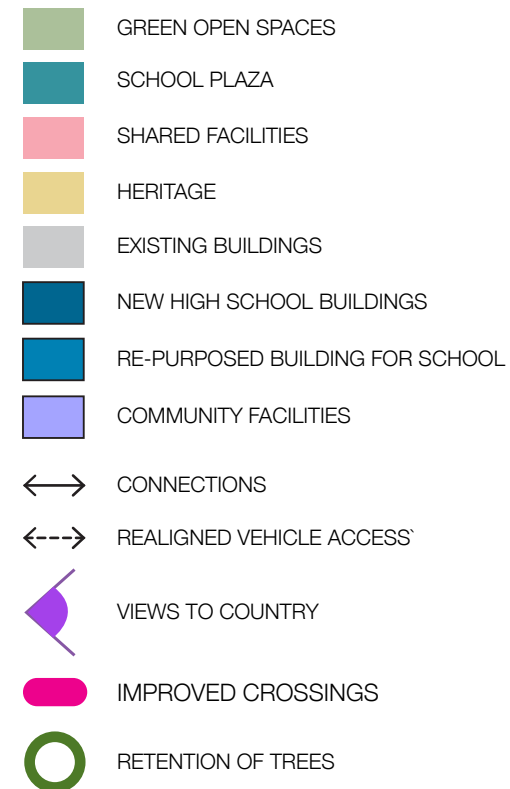 GREEN OPEN SPACES
SCHOOL PLAZA
SHARED FACILITIES
HERITAGE
EXISTING BUILDINGS
NEW HIGH SCHOOL BUILDINGS
RE-PURPOSED BUILDING FOR SCHOOL
COMMUNITY FACILITIES
CONNECTIONS
REALIGNED VEHICLE ACCESS`
VIEWS TO COUNTRY
IMPROVED CROSSINGS
RETENTION OF TREES